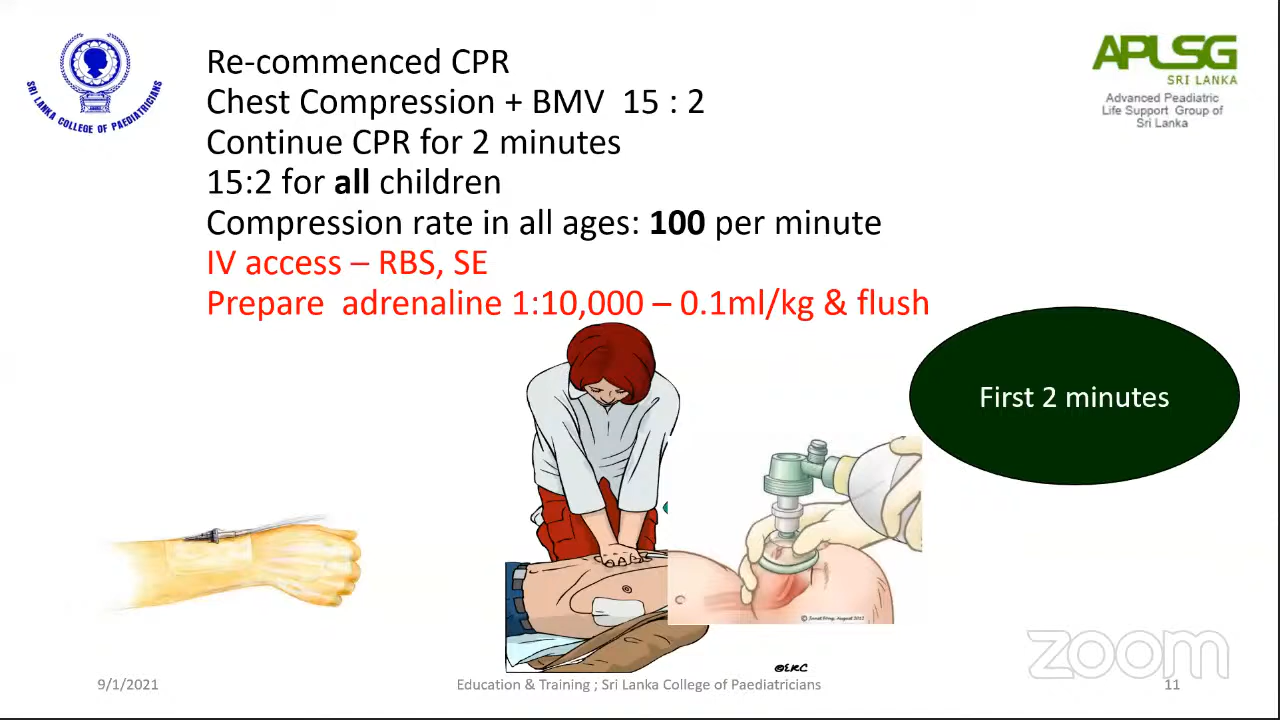 SRI LANKA COLLEGE OF PAEDIATRICIANS
APLSG
SRI LANKA
Advanced Peadiatric
Life Support Group of
Sri Lanka
Re-commenced CPR
Chest Compression + BMV 15 : 2
Continue CPR for 2 minutes
15:2 for all children
Compression rate in all ages: 100 per minute
IV access – RBS, SE
Prepare adrenaline 1:10,000 – 0.1ml/kg & flush
First 2 minutes
©ERC
zoom
9/1/2021
Education & Training ; Sri Lanka College of Paediatricians
11